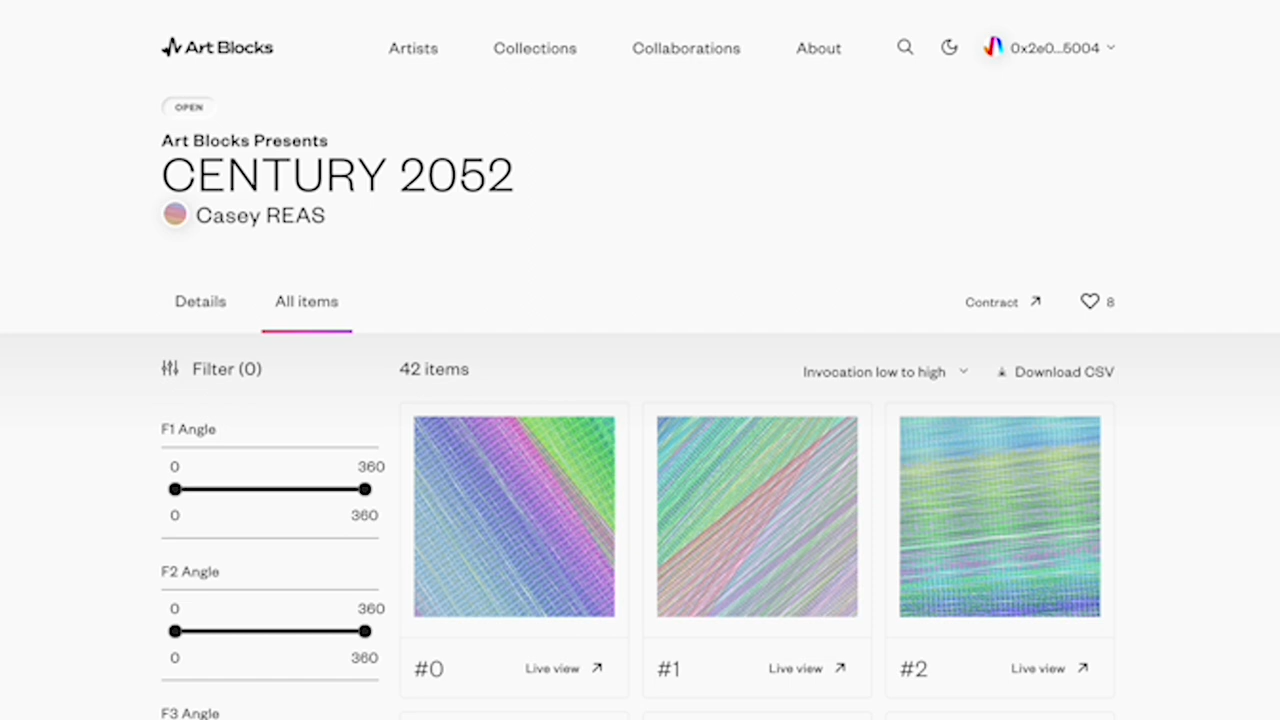 Art Blocks
Artists
Collections
Collaborations
About
0x2e0...5004
OPEN
Art Blocks Presents
CENTURY 2052
Casey REAS
Details
All items
Contract
8
Filter (0)
42 items
Invocation low to high
Download CSV
F1 Angle
0 360
0 360
F2 Angle
0 360
0 360
F3 Angle
#0 Live view
#1 Live view
#2 Live view